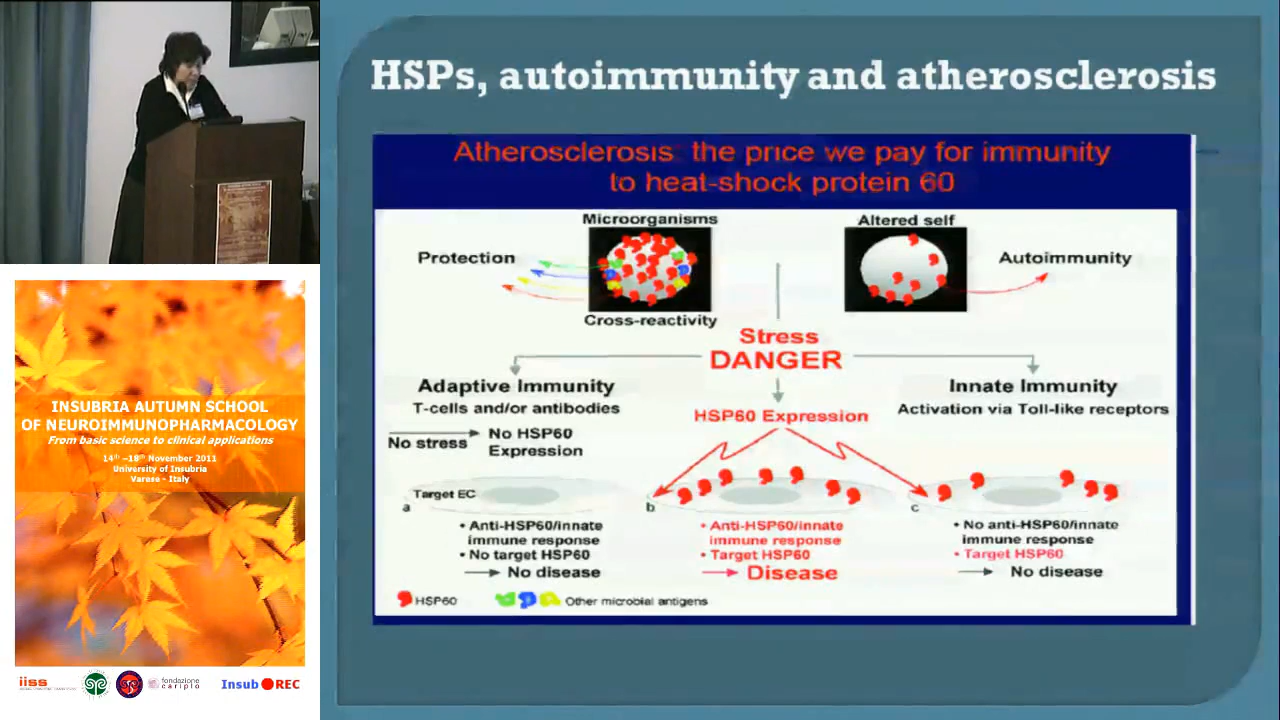 HSPs, autoimmunity and atherosclerosis
Atherosclerosis: the price we pay for immunity
to heat-shock protein 60
Microorganisms
Altered self
Protection
Autoimmunity
Cross-reactivity
Stress
DANGER
Adaptive Immunity
T-cells and/or antibodies
Innate Immunity
Activation via Toll-like receptors
HSP60 Expression
No stress
No HSP60
Expression
Target EC
a
b
c
• Anti-HSP60/innate
immune response
• No target HSP60
No disease
• Anti-HSP60/innate
immune response
• Target HSP60
Disease
• No anti-HSP60/innate
immune response
• Target HSP60
No disease
HSP60
Other microbial antigens
INSUBRIA AUTUMN SCHOOL
OF NEUROIMMUNOPHARMACOLOGY
From basic science to clinical applications
14th –18th November 2011
University of Insubria
Varese - Italy
iiss
fondazione
cariplo
Insub REC